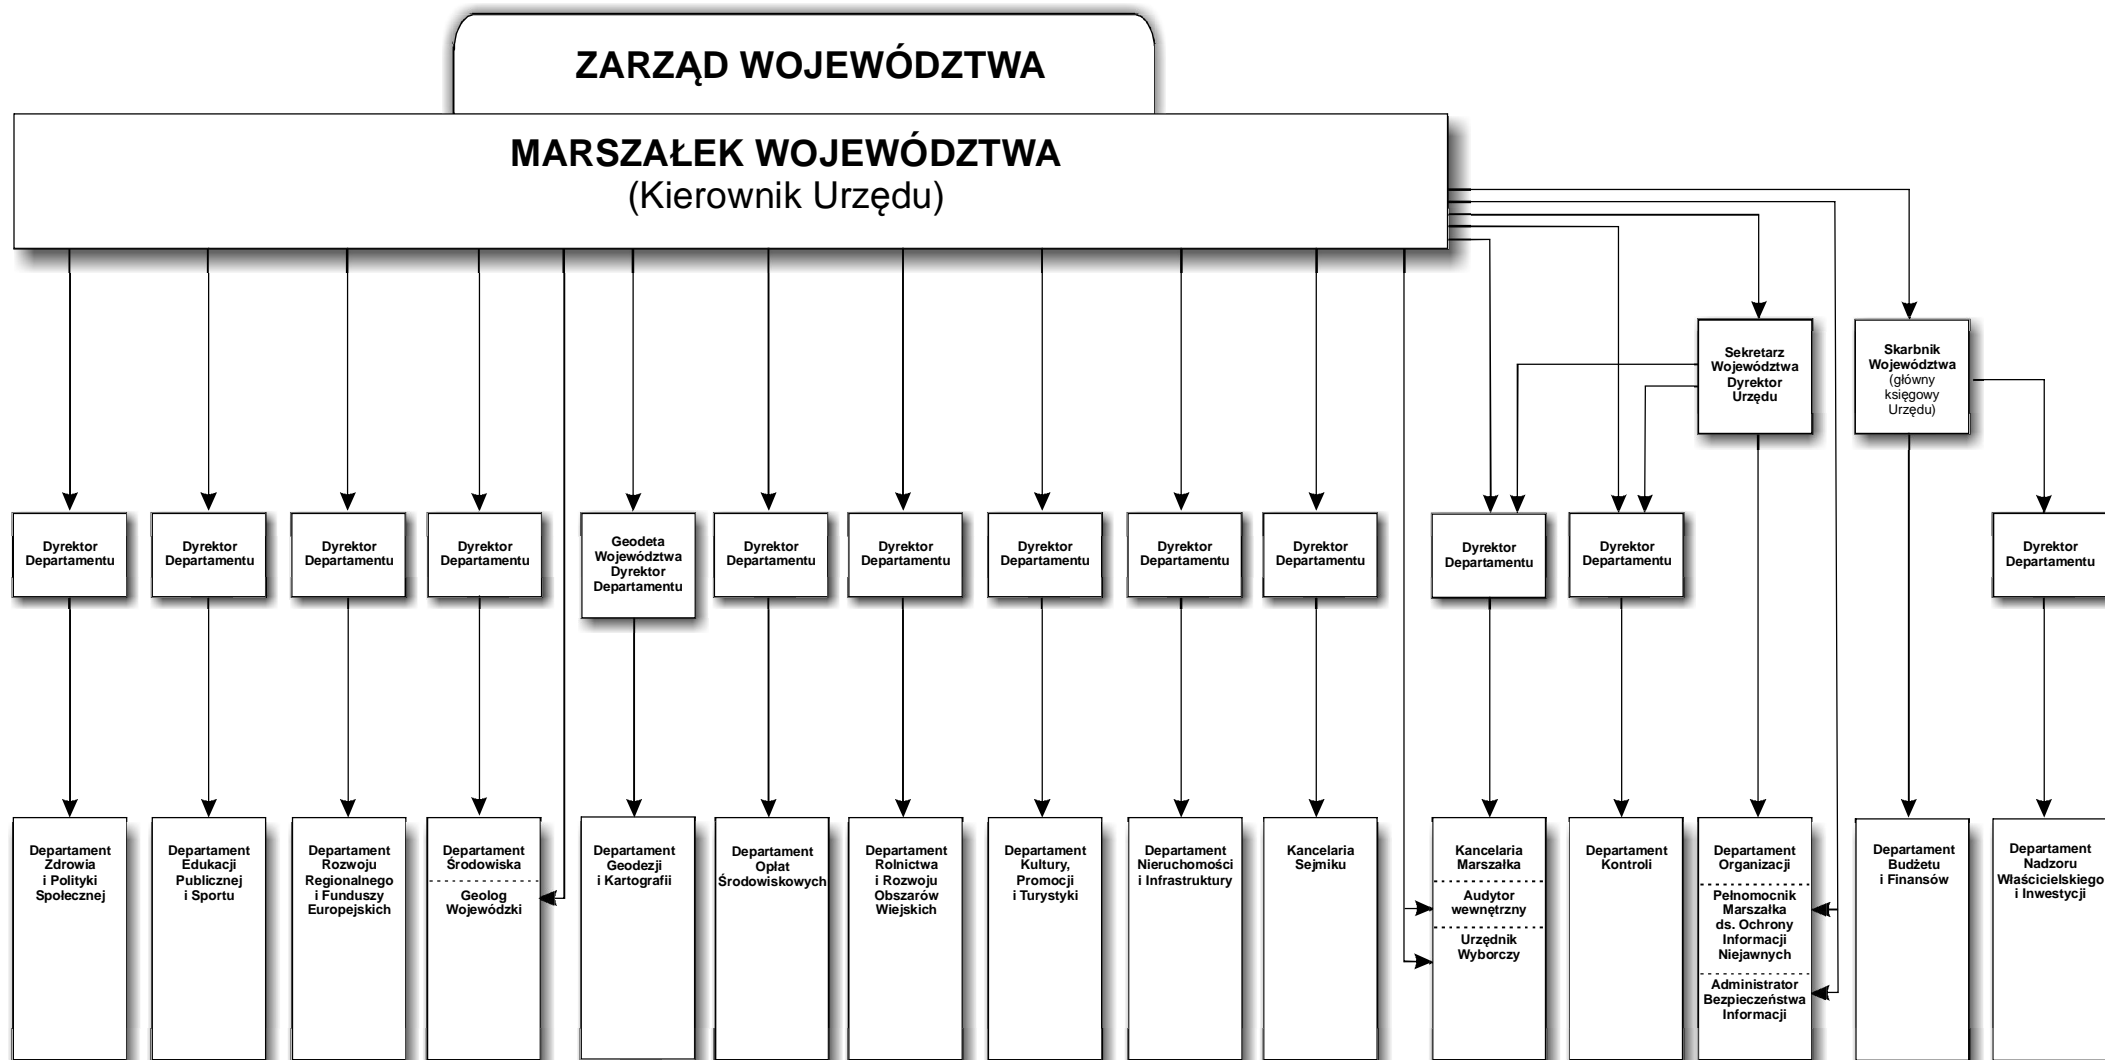 ZARZĄD WOJEWÓDZTWA
MARSZAŁEK WOJEWÓDZTWA
(Kierownik Urzędu)
Sekretarz
Województwa
Dyrektor
Urzędu
Skarbnik
Województwa
(główny
księgowy
Urzędu)
Dyrektor
Departamentu
Dyrektor
Departamentu
Dyrektor
Departamentu
Dyrektor
Departamentu
Geodeta
Województwa
Dyrektor
Departamentu
Dyrektor
Departamentu
Dyrektor
Departamentu
Dyrektor
Departamentu
Dyrektor
Departamentu
Dyrektor
Departamentu
Dyrektor
Departamentu
Dyrektor
Departamentu
Dyrektor
Departamentu
Departament
Zdrowia
i Polityki
Społecznej
Departament
Edukacji
Publicznej
i Sportu
Departament
Rozwoju
Regionalnego
i Funduszy
Europejskich
Departament
Środowiska
Geolog
Wojewódzki
Departament
Geodezji
i Kartografii
Departament
Opłat
Środowiskowych
Departament
Rolnictwa
i Rozwoju
Obszarów
Wiejskich
Departament
Kultury,
Promocji
i Turystyki
Departament
Nieruchomości
i Infrastruktury
Kancelaria
Sejmiku
Kancelaria
Marszałka
Audytor
wewnętrzny
Urzędnik
Wyborczy
Departament
Kontroli
Departament
Organizacji
Pełnomocnik
Marszałka
ds. Ochrony
Informacji
Niejawnych
Administrator
Bezpieczeństwa
Informacji
Departament
Budżetu
i Finansów
Departament
Nadzoru
Właścicielskiego
i Inwestycji